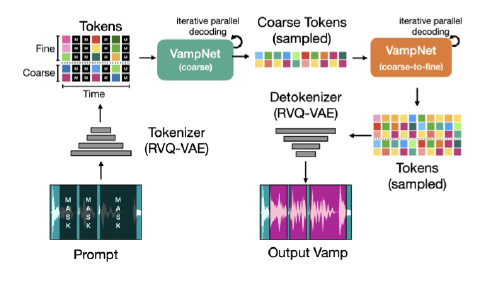 Tokens
Fine
Coarse
M M M M
M M M M
M M M M
M M M M
Time
VampNet
(coarse)
iterative parallel
decoding
Coarse Tokens
(sampled)
iterative parallel
decoding
VampNet
(coarse-to-fine)
Tokenizer
(RVQ-VAE)
Detokenizer
(RVQ-VAE)
Tokens
(sampled)
MASK
MASK
MASK
Prompt
Output Vamp